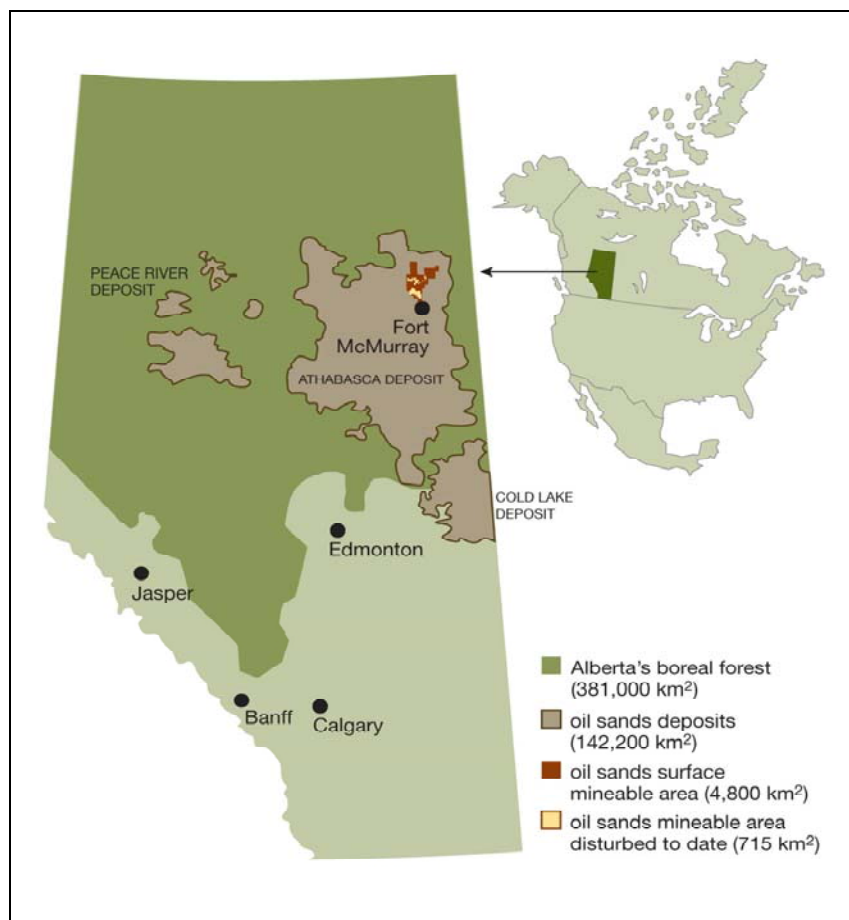 PEACE RIVER
DEPOSIT
Fort
McMurray
ATHABASCA DEPOSIT
COLD LAKE
DEPOSIT
Edmonton
Jasper
Banff
Calgary
Alberta's boreal forest
(381,000 km²)
oil sands deposits
(142,200 km²)
oil sands surface
mineable area (4,800 km²)
oil sands mineable area
disturbed to date (715 km²)